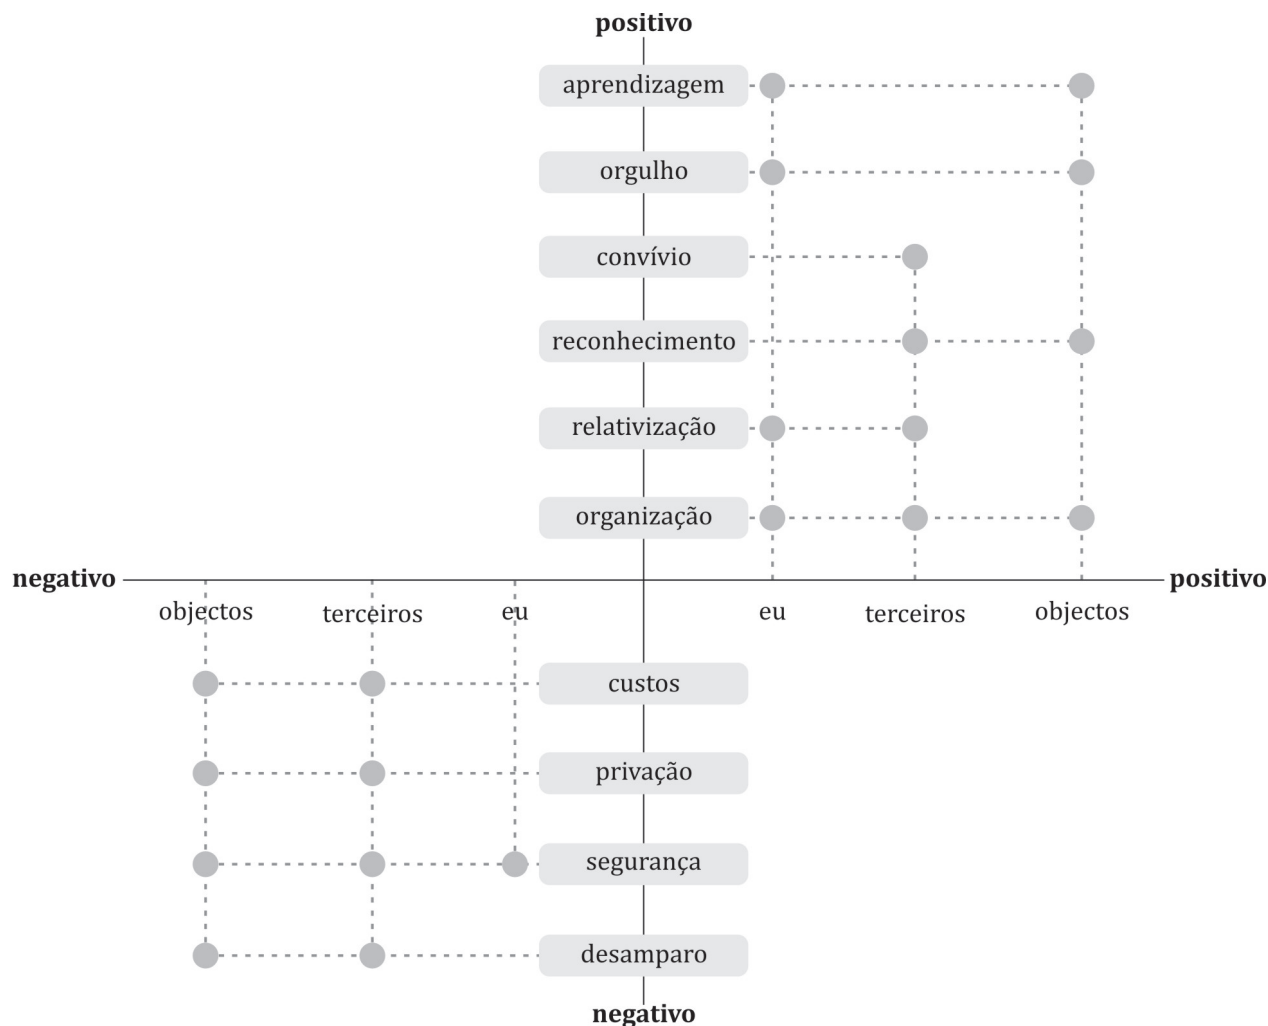 positivo
aprendizagem
orgulho
convívio
reconhecimento
relativização
organização
negativo
positivo
objectos
terceiros
eu
eu
terceiros
objectos
custos
privação
segurança
desamparo
negativo